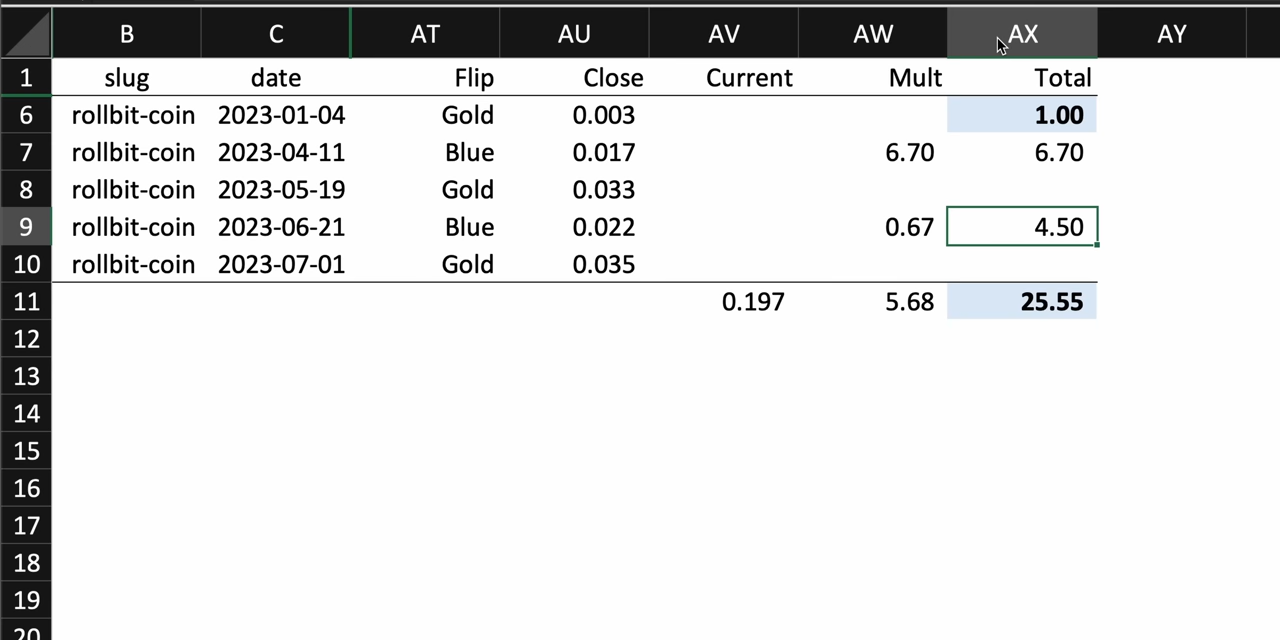 B C AT AU AV AW AX AY
1 slug date Flip Close Current Mult Total
6 rollbit-coin 2023-01-04 Gold 0.003 1.00
7 rollbit-coin 2023-04-11 Blue 0.017 6.70 6.70
8 rollbit-coin 2023-05-19 Gold 0.033
9 rollbit-coin 2023-06-21 Blue 0.022 0.67 4.50
10 rollbit-coin 2023-07-01 Gold 0.035
11 0.197 5.68 25.55
12
13
14
15
16
17
18
19
20